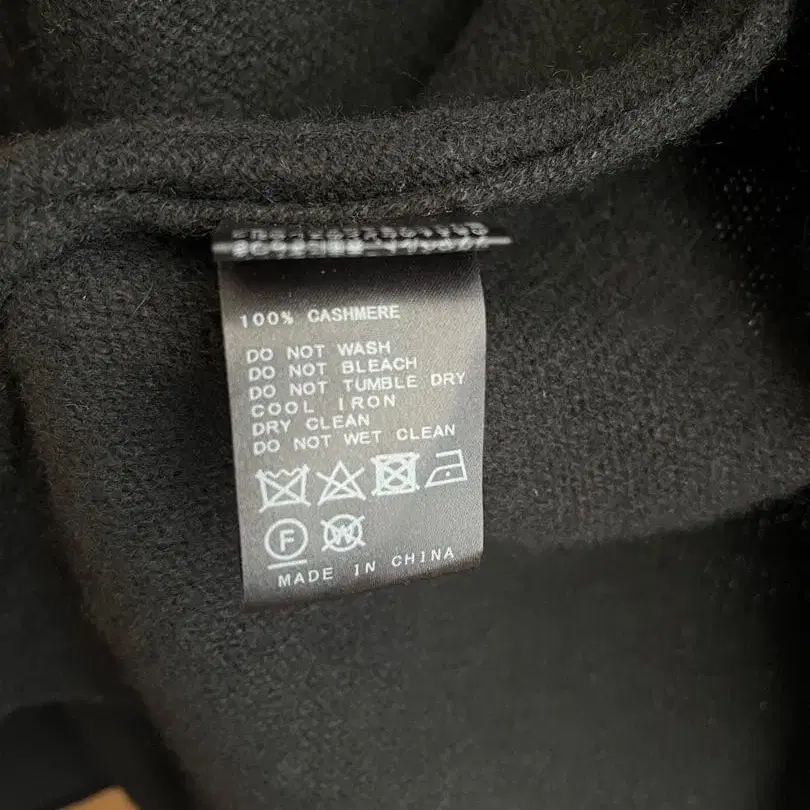 100% CASHMERE
DO NOT WASH
DO NOT BLEACH
DO NOT TUMBLE DRY
COOL IRON
DRY CLEAN
DO NOT WET CLEAN
F W
MADE IN CHINA